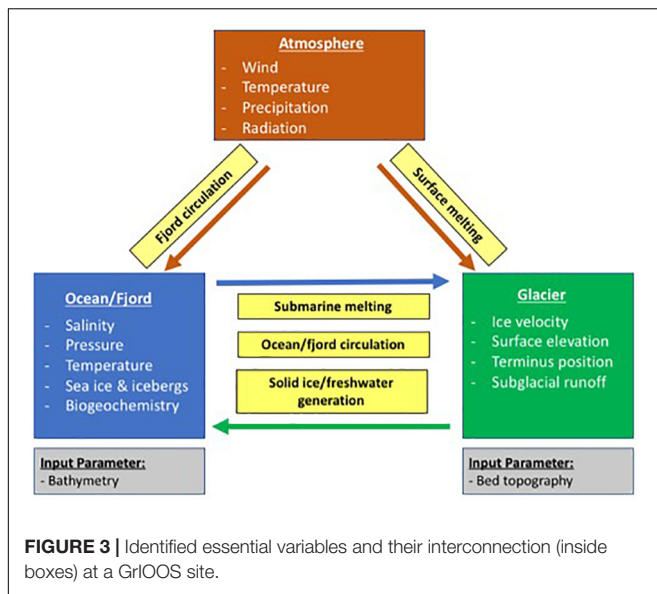 Atmosphere
- Wind
- Temperature
- Precipitation
- Radiation
Fjord circulation
Surface melting
Ocean/Fjord
- Salinity
- Pressure
- Temperature
- Sea ice & icebergs
- Biogeochemistry
Submarine melting
Ocean/fjord circulation
Solid ice/freshwater
generation
Glacier
- Ice velocity
- Surface elevation
- Terminus position
- Subglacial runoff
Input Parameter:
- Bathymetry
Input Parameter:
- Bed topography
FIGURE 3 | Identified essential variables and their interconnection (inside
boxes) at a GrIOOS site.